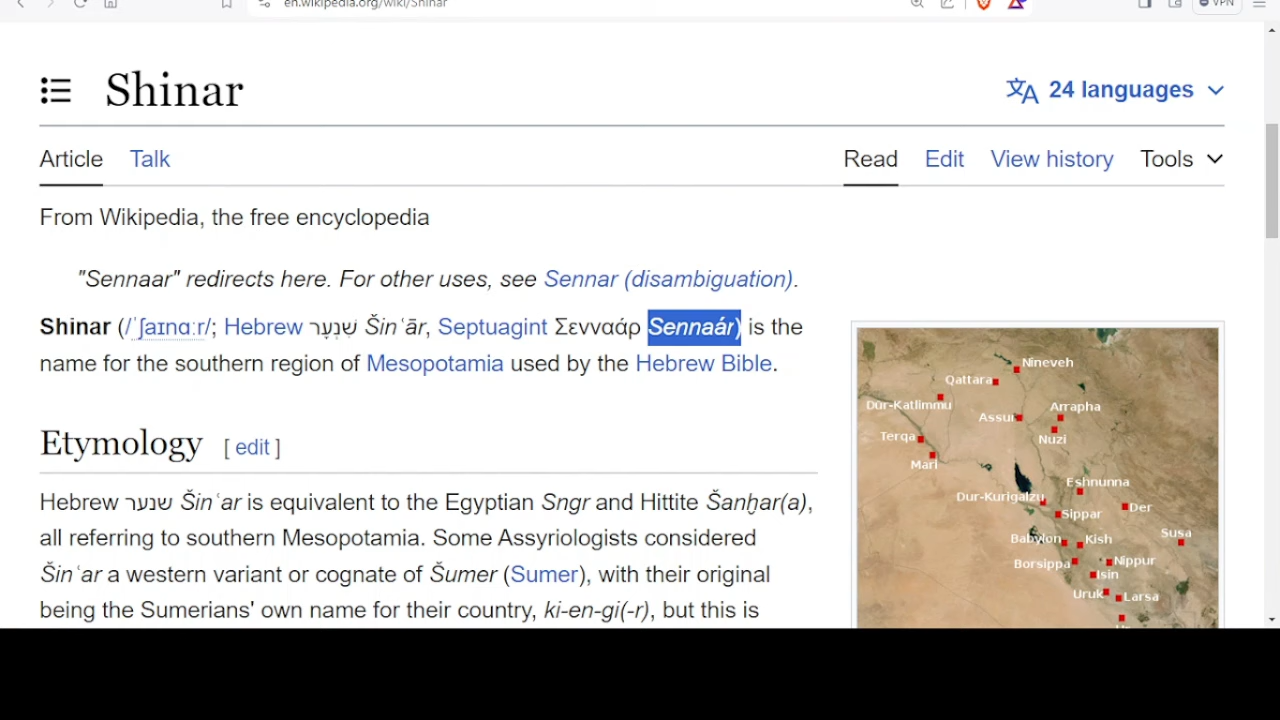 en.wikipedia.org/wiki/Shinar
VPN
Shinar
24 languages
Article Talk Read Edit View history Tools
From Wikipedia, the free encyclopedia
"Sennaar" redirects here. For other uses, see Sennar (disambiguation).
Shinar (/ˈʃaɪnɑːr/; Hebrew שִׁנְעָר Šīnʿār, Septuagint Σενναάρ Sennaár) is the
name for the southern region of Mesopotamia used by the Hebrew Bible.
Etymology [ edit ]
Hebrew שנער Šinʿar is equivalent to the Egyptian Sngr and Hittite Šanḫar(a),
all referring to southern Mesopotamia. Some Assyriologists considered
Šinʿar a western variant or cognate of Šumer (Sumer), with their original
being the Sumerians' own name for their country, ki-en-gi(-r), but this is
Nineveh
Qattara
Dūr-Katlimmu
Assur
Arrapha
Terqa
Nuzi
Mari
Eshnunna
Dur-Kurigalzu
Sippar
Der
Babylon
Kish
Susa
Borsippa
Nippur
Isin
Uruk
Larsa